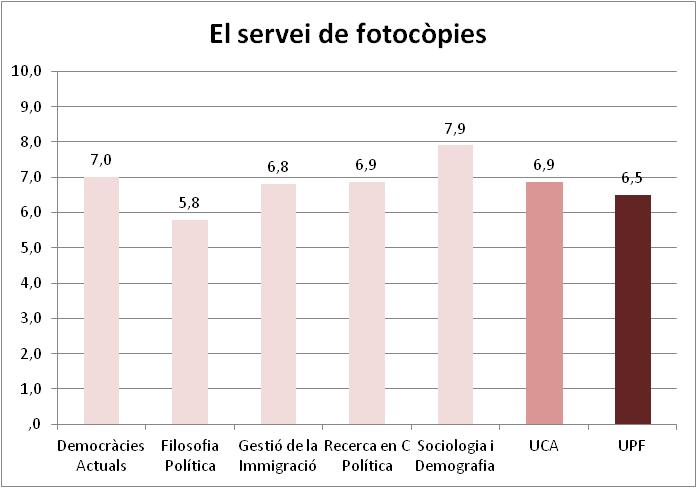 El servei de fotocòpies
10,0
9,0
8,0
7,0
6,0
5,0
4,0
3,0
2,0
1,0
,0
7,0
5,8
6,8
6,9
7,9
6,9
6,5
Democràcies Actuals
Filosofia Política
Gestió de la Immigració
Recerca en C Política
Sociologia i Demografia
UCA
UPF